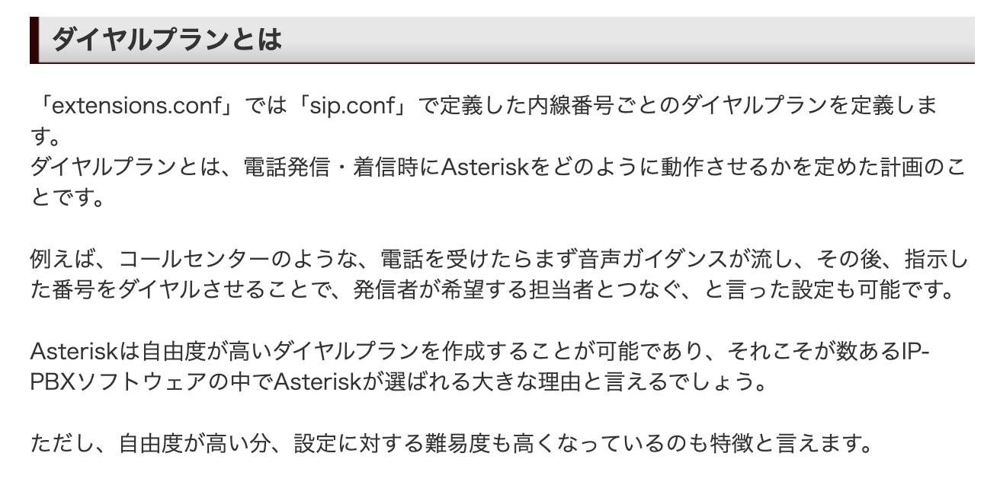 ダイヤルプランとは
「extensions.conf」では「sip.conf」で定義した内線番号ごとのダイヤルプランを定義しま
す。
ダイヤルプランとは、電話発信・着信時にAsteriskをどのように動作させるかを定めた計画のこ
とです。
例えば、コールセンターのような、電話を受けたらまず音声ガイダンスが流し、その後、指示し
た番号をダイヤルさせることで、発信者が希望する担当者とつなぐ、と言った設定も可能です。
Asteriskは自由度が高いダイヤルプランを作成することが可能であり、それこそが数あるIP-
PBXソフトウェアの中でAsteriskが選ばれる大きな理由と言えるでしょう。
ただし、自由度が高い分、設定に対する難易度も高くなっているのも特徴と言えます。